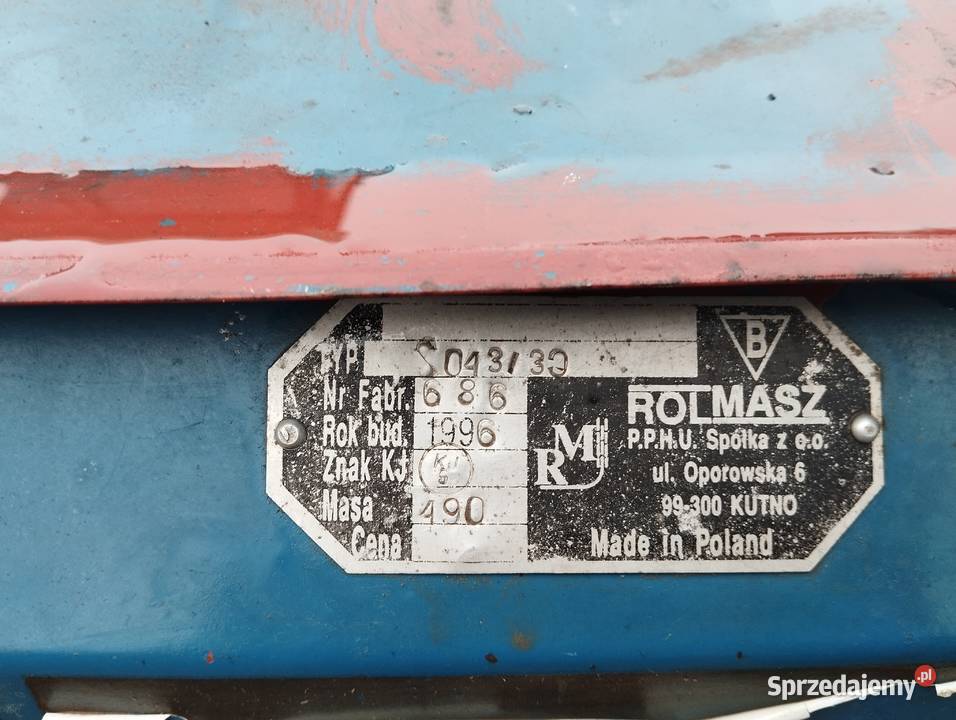 TYP S043/30
B
Nr Fabr. 686
Rok bud. 1996
Znak KJ
Masa 490
Cena
RM
ROLMASZ
P.P.H.U. Spółka z o.o.
ul. Oporowska 6
99-300 KUTNO
Made in Poland
Sprzedajemy.pl